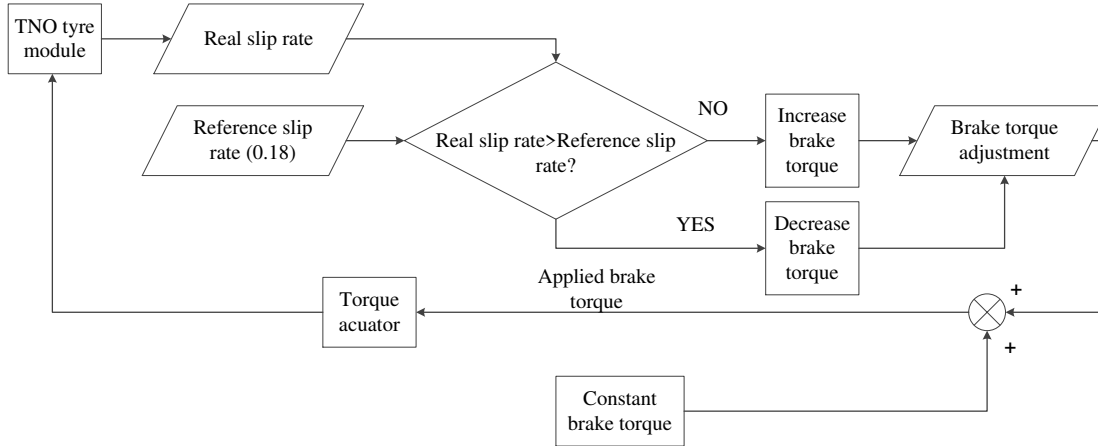 TNO tyre
module
Real slip rate
Reference slip
rate (0.18)
Real slip rate>Reference slip
rate?
NO
Increase
brake
torque
Brake torque
adjustment
YES
Decrease
brake
torque
Applied brake
torque
Torque
acuator
+
+
Constant
brake torque